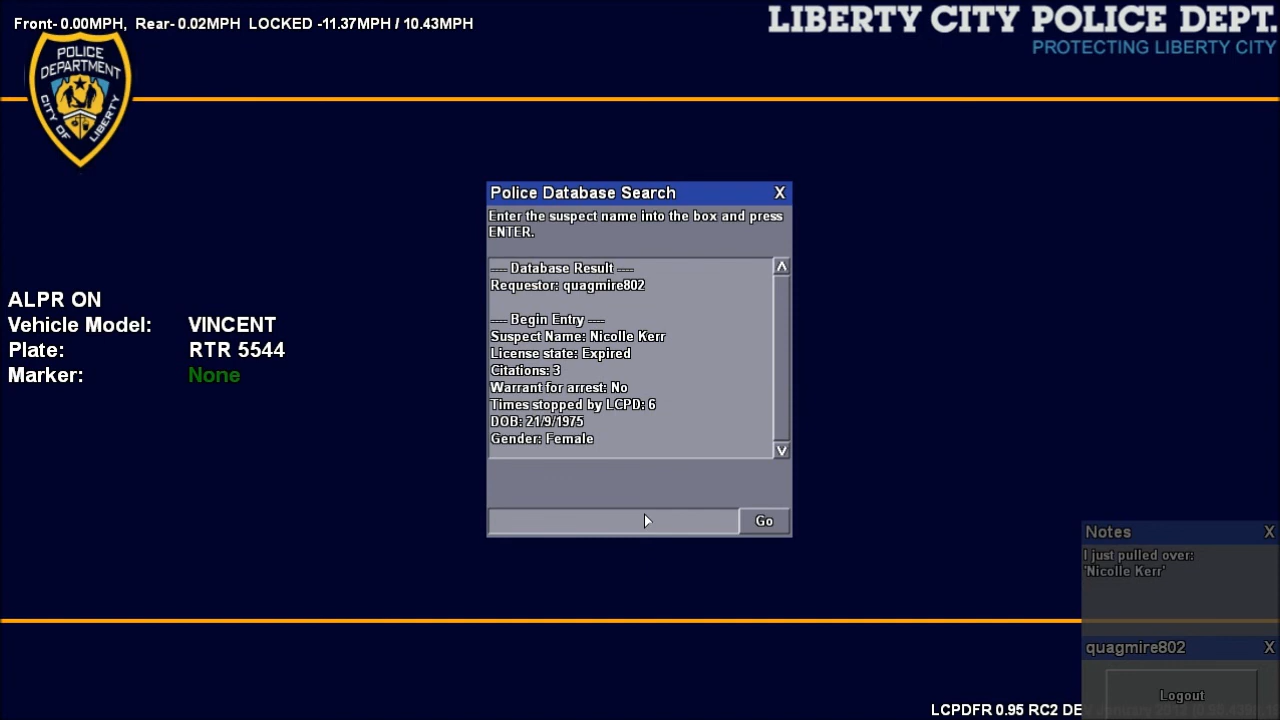 Front- 0.00MPH, Rear- 0.02MPH LOCKED -11.37MPH / 10.43MPH
LIBERTY CITY POLICE DEPT.
PROTECTING LIBERTY CITY
POLICE
DEPARTMENT
CITY OF LIBERTY
Police Database Search X
Enter the suspect name into the box and press
ENTER.
---- Database Result ----
Requestor: quagmire802
---- Begin Entry ----
Suspect Name: Nicolle Kerr
License state: Expired
Citations: 3
Warrant for arrest: No
Times stopped by LCPD: 6
DOB: 21/9/1975
Gender: Female
Go
ALPR ON
Vehicle Model: VINCENT
Plate: RTR 5544
Marker: None
Notes X
I just pulled over:
'Nicolle Kerr'
quagmire802 X
Logout
LCPDFR 0.95 RC2